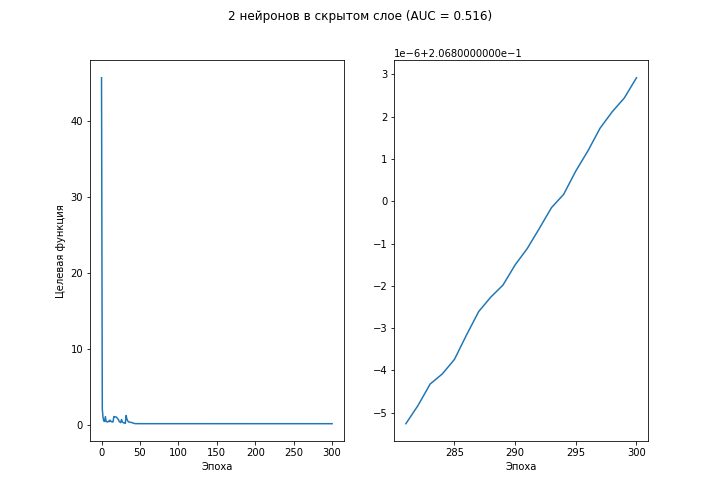 2 нейронов в скрытом слое (AUC = 0.516)
Целевая функция
40
30
20
10
0
0 50 100 150 200 250 300
Эпоха
1e-6+2.0680000000e-1
3
2
1
0
−1
−2
−3
−4
−5
285 290 295 300
Эпоха